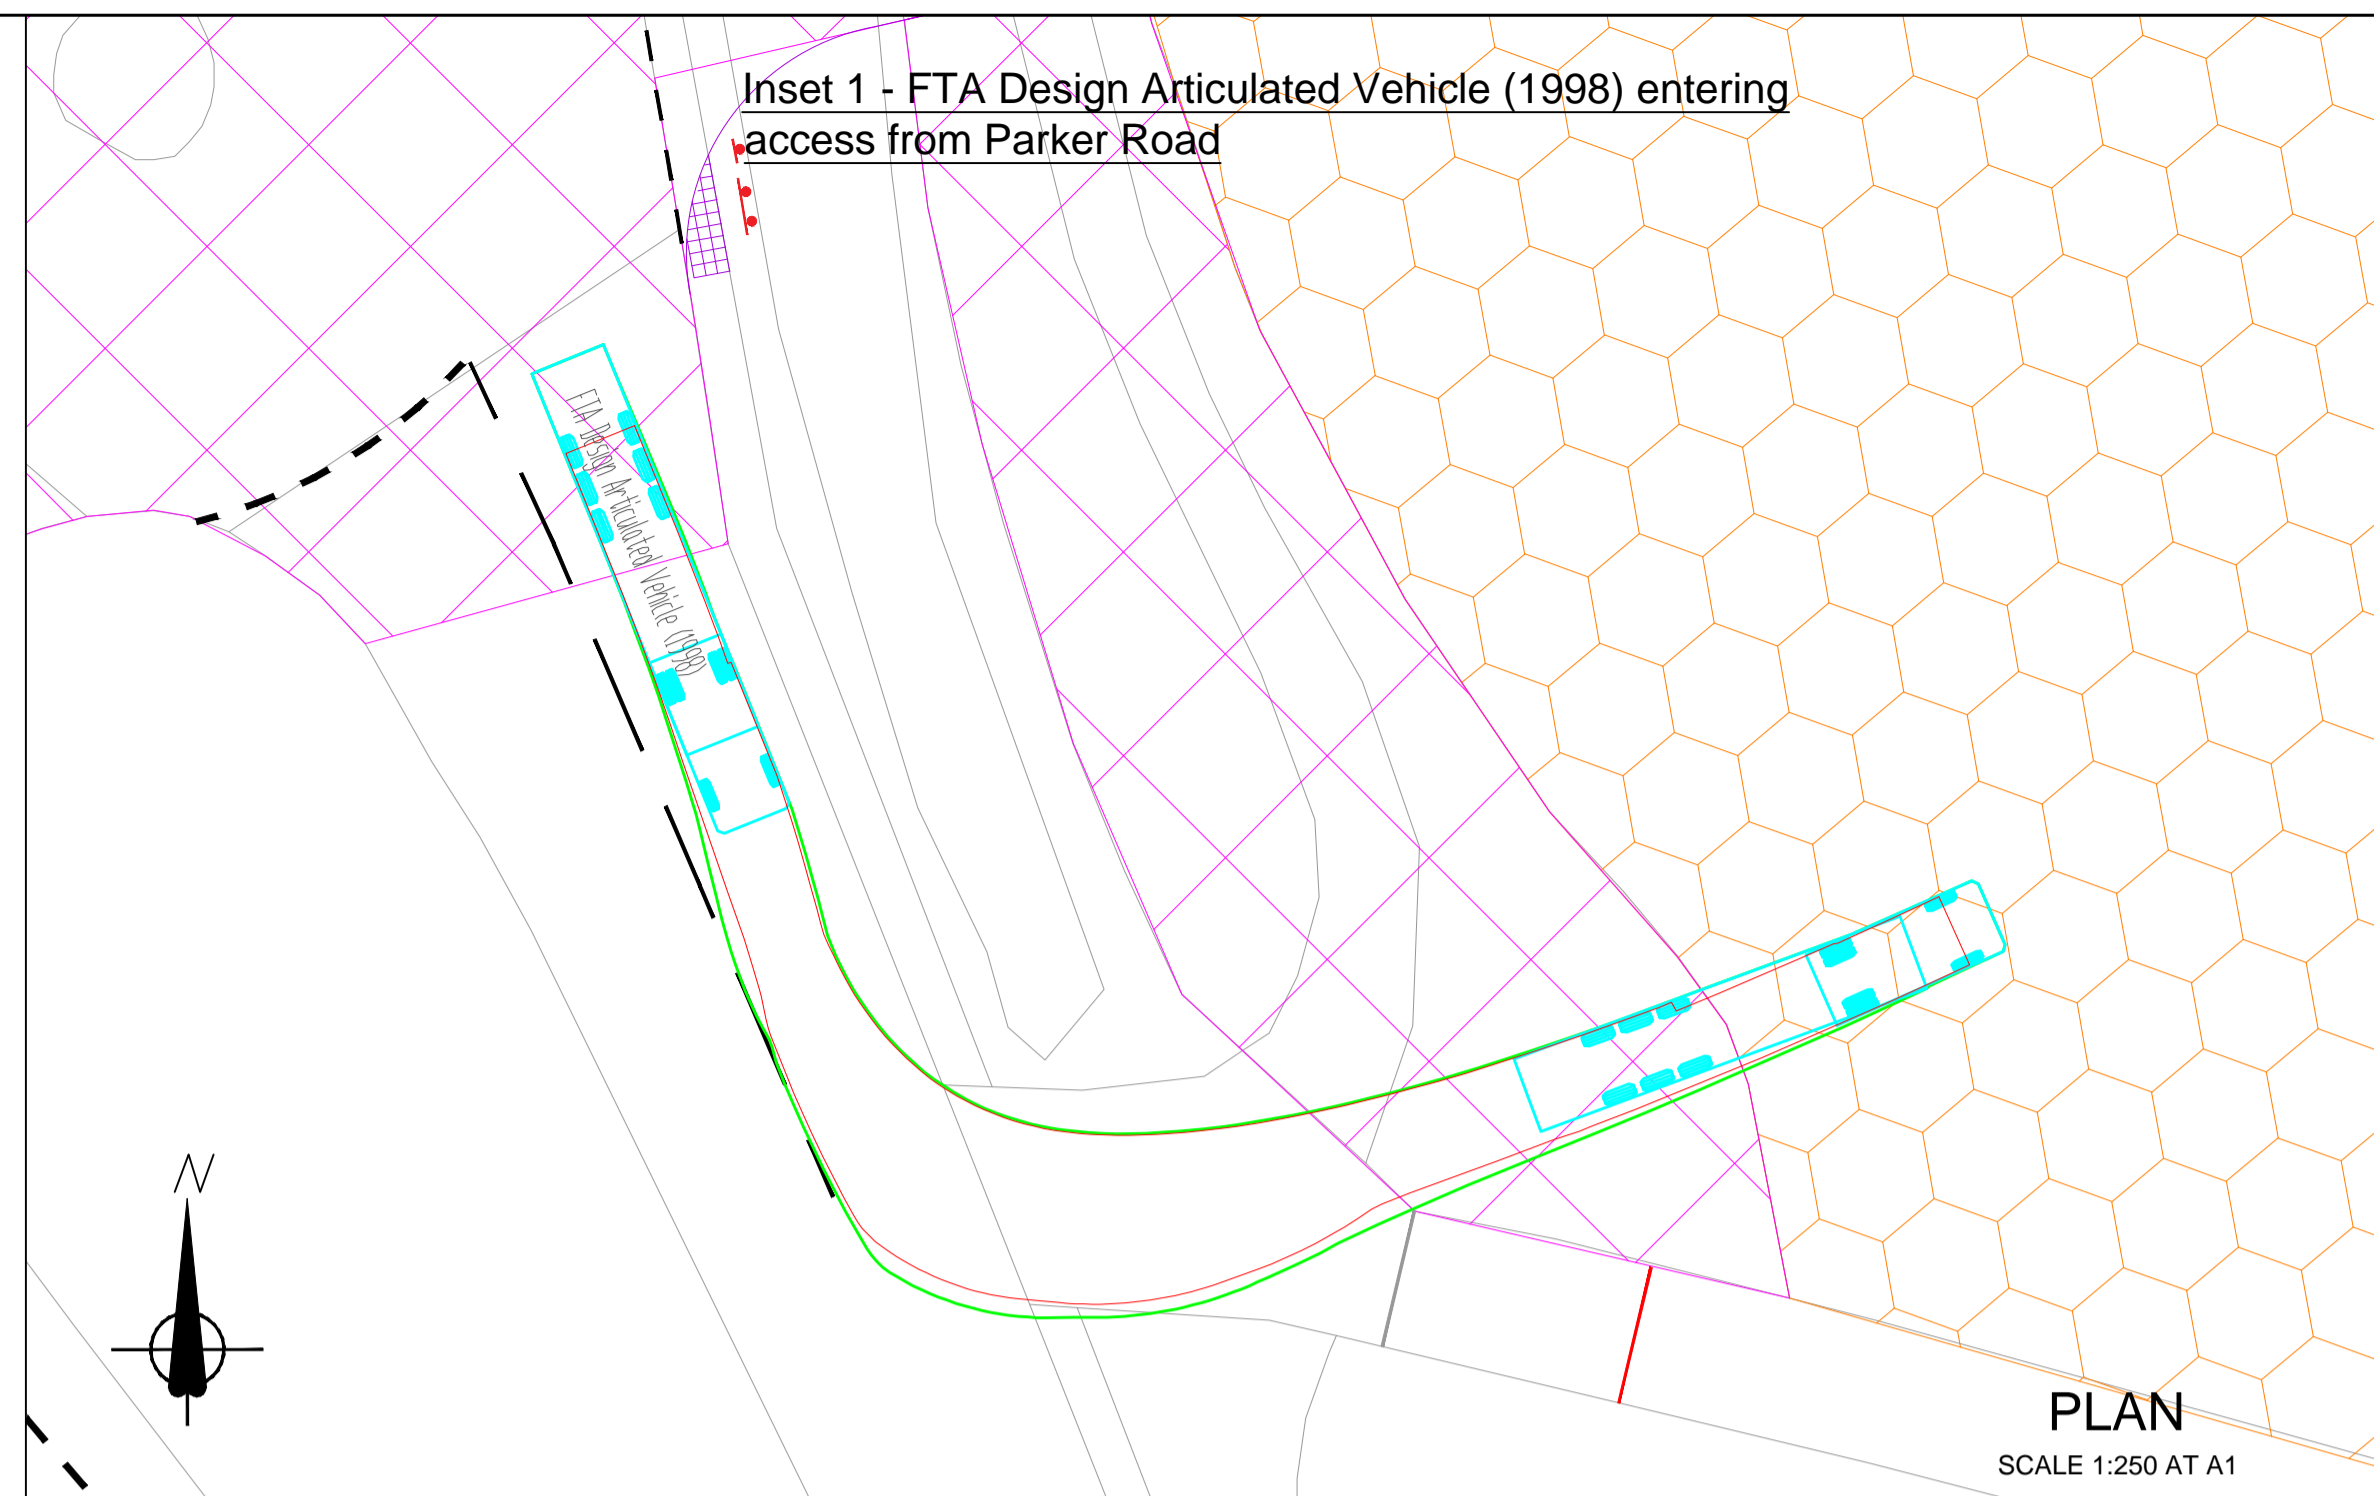 Inset 1 - FTA Design Articulated Vehicle (1998) entering
access from Parker Road
FTA Design Articulated Vehicle (1998)
N
PLAN
SCALE 1:250 AT A1